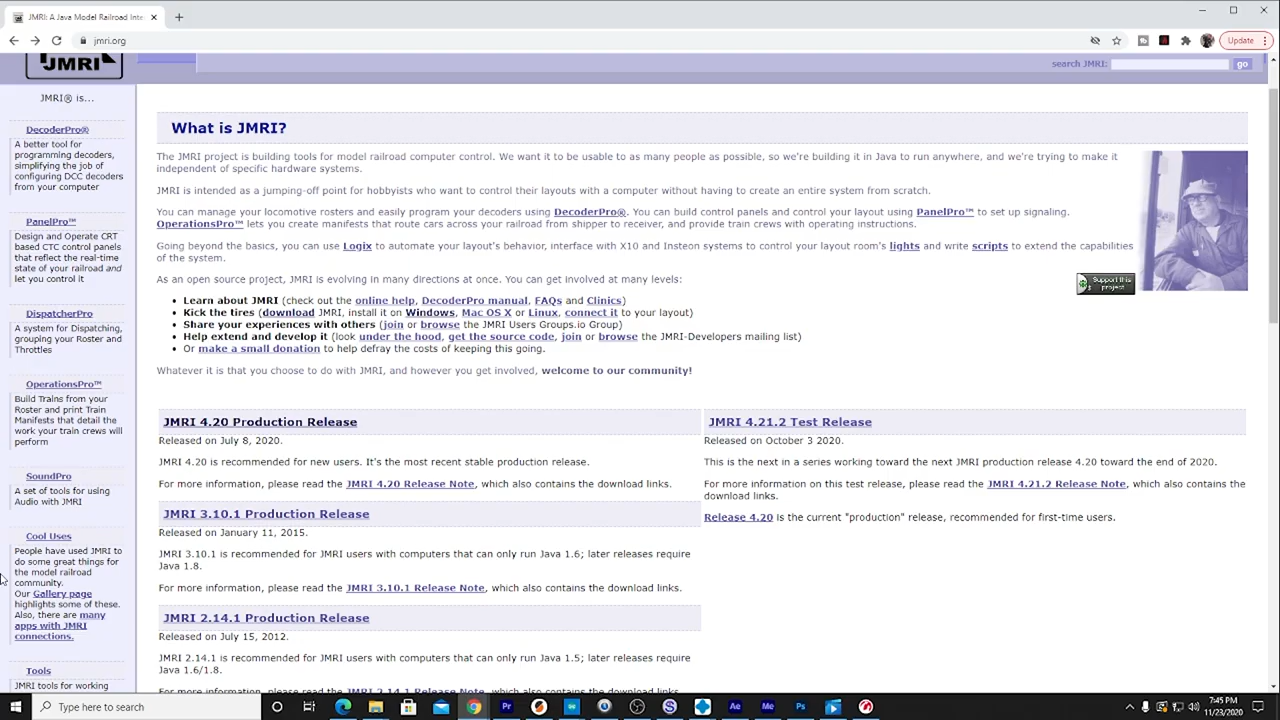 JMRI: A Java Model Railroad Inte
jmri.org
Update
JMRI
search JMRI:
go
JMRI® is...
DecoderPro®
A better tool for
programming decoders,
simplifying the job of
configuring DCC decoders
from your computer
PanelPro™
Design and Operate CRT
based CTC control panels
that reflect the real-time
state of your railroad and
let you control it
DispatcherPro
A system for Dispatching,
grouping your Roster and
Throttles
OperationsPro™
Build Trains from your
Roster and print Train
Manifests that detail the
work your train crews will
perform
SoundPro
A set of tools for using
Audio with JMRI
Cool Uses
People have used JMRI to
do some great things for
the model railroad
community.
Our Gallery page
highlights some of these.
Also, there are many
apps with JMRI
connections.
Tools
JMRI tools for working
What is JMRI?
The JMRI project is building tools for model railroad computer control. We want it to be usable to as many people as possible, so we're building it in Java to run anywhere, and we're trying to make it
independent of specific hardware systems.
JMRI is intended as a jumping-off point for hobbyists who want to control their layouts with a computer without having to create an entire system from scratch.
You can manage your locomotive rosters and easily program your decoders using DecoderPro®. You can build control panels and control your layout using PanelPro™ to set up signaling.
OperationsPro™ lets you create manifests that route cars across your railroad from shipper to receiver, and provide train crews with operating instructions.
Going beyond the basics, you can use Logix to automate your layout's behavior, interface with X10 and Insteon systems to control your layout room's lights and write scripts to extend the capabilities
of the system.
As an open source project, JMRI is evolving in many directions at once. You can get involved at many levels:
Support this
project
• Learn about JMRI (check out the online help, DecoderPro manual, FAQs and Clinics)
• Kick the tires (download JMRI, install it on Windows, Mac OS X or Linux, connect it to your layout)
• Share your experiences with others (join or browse the JMRI Users Groups.io Group)
• Help extend and develop it (look under the hood, get the source code, join or browse the JMRI-Developers mailing list)
• Or make a small donation to help defray the costs of keeping this going.
Whatever it is that you choose to do with JMRI, and however you get involved, welcome to our community!
JMRI 4.20 Production Release
Released on July 8, 2020.
JMRI 4.20 is recommended for new users. It's the most recent stable production release.
For more information, please read the JMRI 4.20 Release Note, which also contains the download links.
JMRI 3.10.1 Production Release
Released on January 11, 2015.
JMRI 3.10.1 is recommended for JMRI users with computers that can only run Java 1.6; later releases require
Java 1.8.
For more information, please read the JMRI 3.10.1 Release Note, which also contains the download links.
JMRI 2.14.1 Production Release
Released on July 15, 2012.
JMRI 2.14.1 is recommended for JMRI users with computers that can only run Java 1.5; later releases require
Java 1.6/1.8.
For more information, please read the JMRI 2.14.1 Release Note, which also contains the download links.
JMRI 4.21.2 Test Release
Released on October 3 2020.
This is the next in a series working toward the next JMRI production release 4.20 toward the end of 2020.
For more information on this test release, please read the JMRI 4.21.2 Release Note, which also contains the
download links.
Release 4.20 is the current "production" release, recommended for first-time users.
Type here to search
7:45 PM
11/23/2020